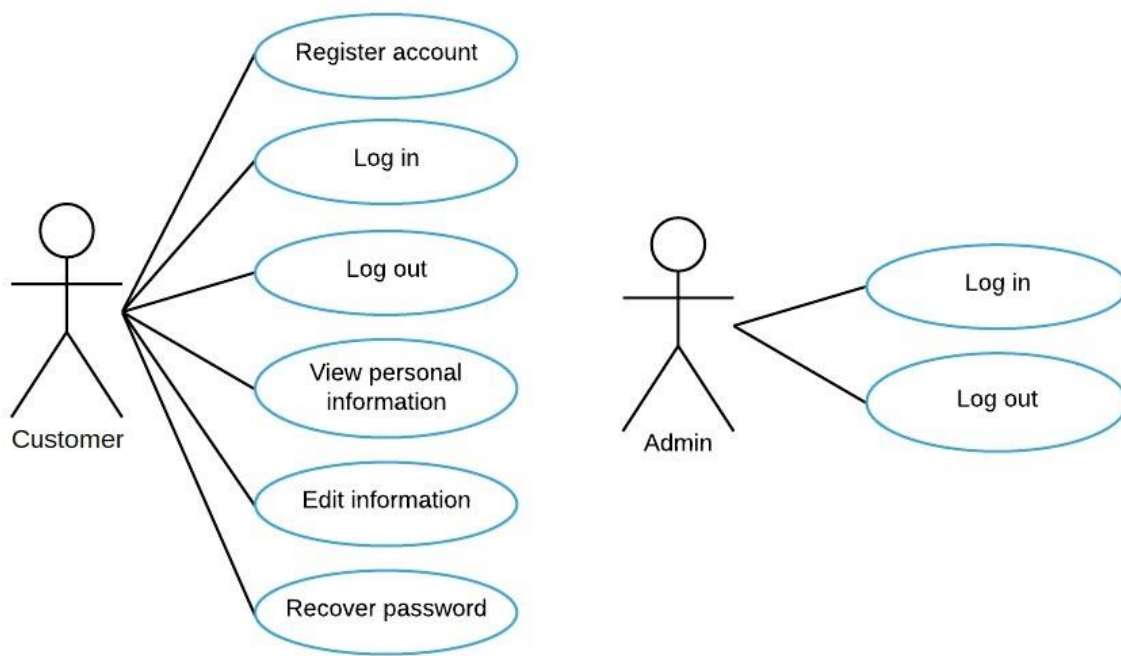 Register account
Log in
Log out
View personal
information
Edit information
Recover password
Customer
Log in
Log out
Admin